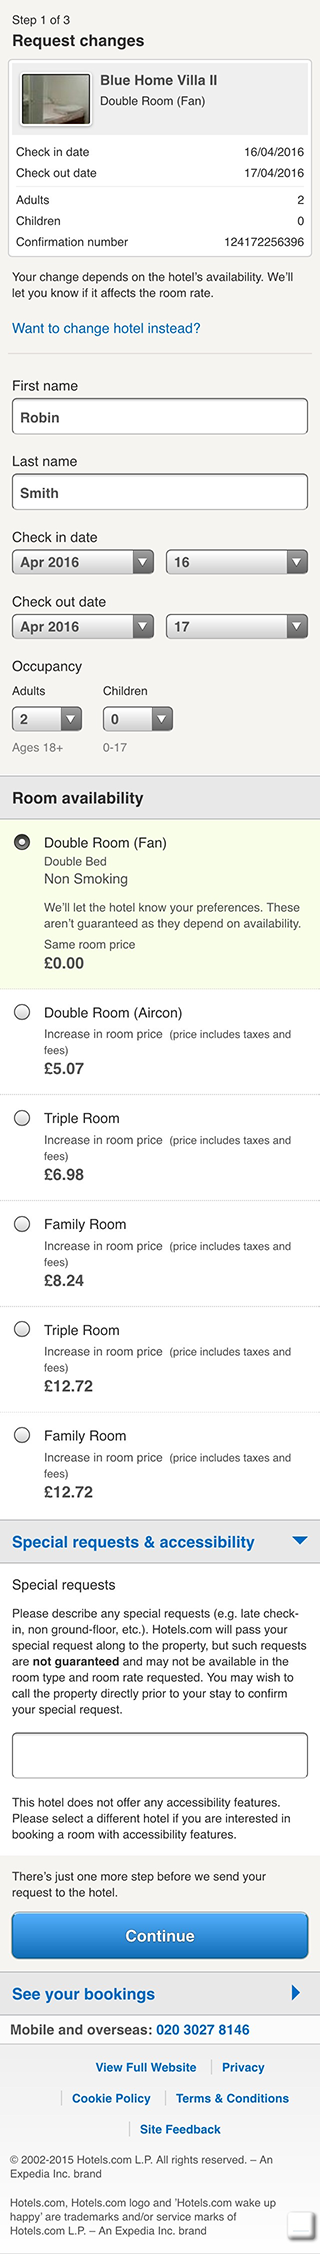 Step 1 of 3
Request changes
Blue Home Villa II
Double Room (Fan)
Check in date 16/04/2016
Check out date 17/04/2016
Adults 2
Children 0
Confirmation number 124172256396
Your change depends on the hotel's availability. We'll
let you know if it affects the room rate.
Want to change hotel instead?
First name
Robin
Last name
Smith
Check in date
Apr 2016 16
Check out date
Apr 2016 17
Occupancy
Adults Children
2 0
Ages 18+ 0-17
Room availability
Double Room (Fan)
Double Bed
Non Smoking
We'll let the hotel know your preferences. These
aren't guaranteed as they depend on availability.
Same room price
£0.00
Double Room (Aircon)
Increase in room price (price includes taxes and
fees)
£5.07
Triple Room
Increase in room price (price includes taxes and
fees)
£6.98
Family Room
Increase in room price (price includes taxes and
fees)
£8.24
Triple Room
Increase in room price (price includes taxes and
fees)
£12.72
Family Room
Increase in room price (price includes taxes and
fees)
£12.72
Special requests & accessibility
Special requests
Please describe any special requests (e.g. late check-
in, non ground-floor, etc.). Hotels.com will pass your
special request along to the property, but such requests
are not guaranteed and may not be available in the
room type and room rate requested. You may wish to
call the property directly prior to your stay to confirm
your special request.
This hotel does not offer any accessibility features.
Please select a different hotel if you are interested in
booking a room with accessibility features.
There's just one more step before we send your
request to the hotel.
Continue
See your bookings
Mobile and overseas: 020 3027 8146
View Full Website Privacy
Cookie Policy Terms & Conditions
Site Feedback
© 2002-2015 Hotels.com L.P. All rights reserved. – An
Expedia Inc. brand
Hotels.com, Hotels.com logo and 'Hotels.com wake up
happy' are trademarks and/or service marks of
Hotels.com L.P. – An Expedia Inc. brand